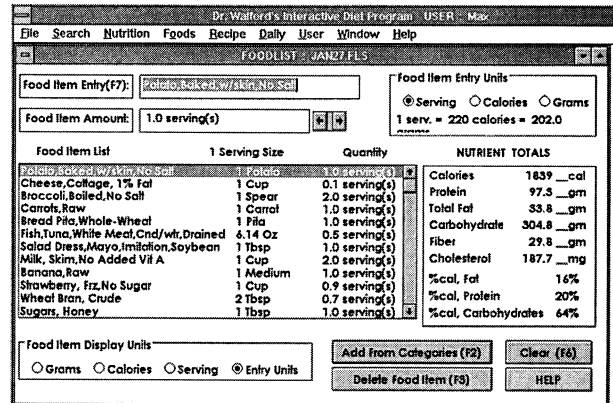 Dr. Walford's Interactive Diet Program - USER : Max
File Search Nutrition Foods Recipe Daily User Window Help
FOODLIST : JAN27.FLS
Food Item Entry(F7): Potato,Baked,w/skin,No Salt
Food Item Entry Units
Serving Calories Grams
1 serv. = 220 calories = 202.0
Food Item Amount: 1.0 serving(s)
Food Item List 1 Serving Size Quantity
Potato,Baked,w/skin,No Salt 1 Potato 1.0 serving(s)
Cheese,Cottage, 1% Fat 1 Cup 0.1 serving(s)
Broccoli,Boiled,No Salt 1 Spear 2.0 serving(s)
Carrots,Raw 1 Carrot 1.0 serving(s)
Bread Pita,Whole-Wheat 1 Pita 1.0 serving(s)
Fish,Tuna,White Meat,Cnd/wtr,Drained 6.14 Oz 0.5 serving(s)
Salad Dress,Mayo,Imitation,Soybean 1 Tbsp 1.0 serving(s)
Milk, Skim,No Added Vit A 1 Cup 2.0 serving(s)
Banana,Raw 1 Medium 1.0 serving(s)
Strawberry, Frz,No Sugar 1 Cup 0.9 serving(s)
Wheat Bran, Crude 2 Tbsp 0.7 serving(s)
Sugars, Honey 1 Tbsp 1.0 serving(s)
NUTRIENT TOTALS
Calories 1839 __cal
Protein 97.3 __gm
Total Fat 33.8 __gm
Carbohydrate 304.8 __gm
Fiber 29.8 __gm
Cholesterol 187.7 __mg
%cal, Fat 16%
%cal, Protein 20%
%cal, Carbohydrates 64%
Food Item Display Units
Grams Calories Serving Entry Units
Add From Categories (F2) Clear (F6)
Delete Food Item (F3) HELP